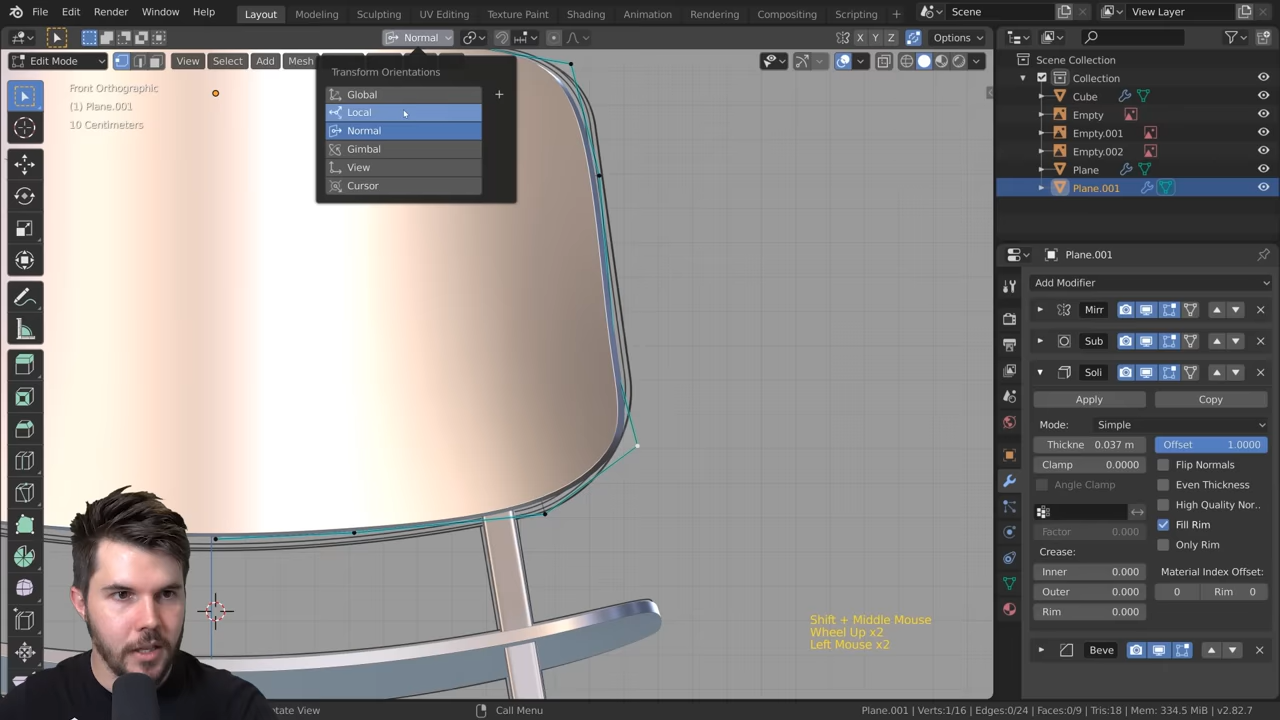 File Edit Render Window Help Layout Modeling Sculpting UV Editing Texture Paint Shading Animation Rendering Compositing Scripting + Scene View Layer
Normal X Y Z Options
Edit Mode View Select Add Mesh
Front Orthographic
(1) Plane.001
10 Centimeters
Transform Orientations
Global
Local
Normal
Gimbal
View
Cursor
Shift + Middle Mouse
Wheel Up x2
Left Mouse x2
Scene Collection
Collection
Cube
Empty
Empty.001
Empty.002
Plane
Plane.001
Plane.001
Add Modifier
Mirr
Sub
Soli
Apply Copy
Mode: Simple
Thickne 0.037 m Offset 1.0000
Clamp 0.0000 Flip Normals
Angle Clamp Even Thickness
High Quality Nor..
Factor 0.000 Fill Rim
Crease: Only Rim
Inner 0.000 Material Index Offset:
Outer 0.000 0 Rim 0
Rim 0.000
Beve
otate View Call Menu Plane.001 | Verts:1/16 | Edges:0/24 | Faces:0/9 | Tris:18 | Mem: 334.5 MiB | v2.82.7